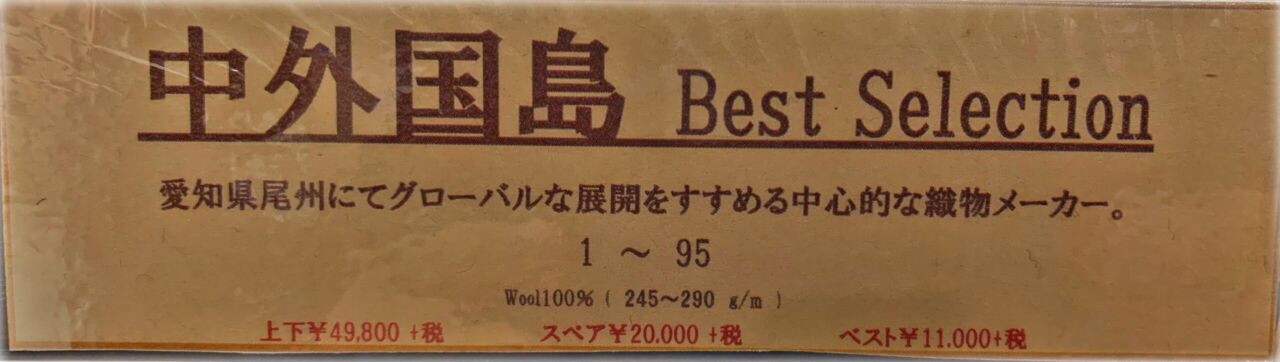 中外国島 Best Selection
愛知県尾州にてグローバルな展開をすすめる中心的な織物メーカー。
1 ～ 95
Wool100% ( 245～290 g/m )
上下￥49,800 +税 スペア￥20.000 +税 ベスト￥11.000+税